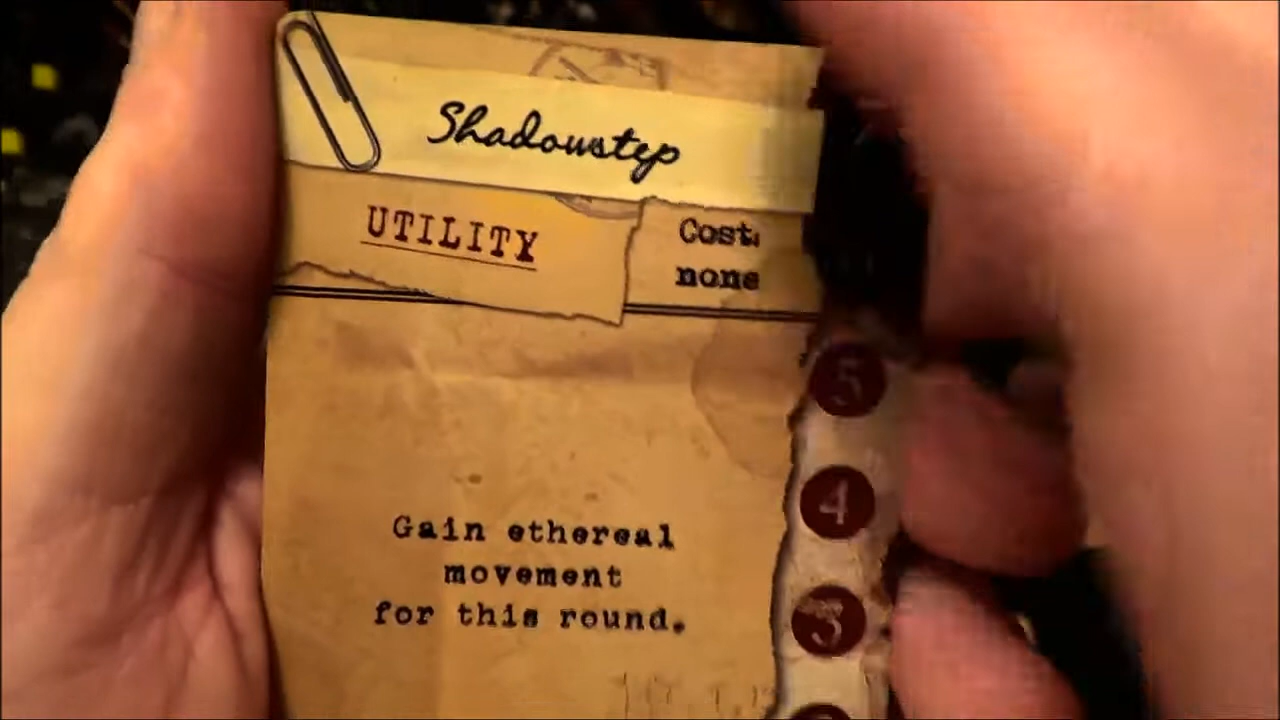 Shadowstep
UTILITY
Cost:
none
5
4
3
Gain ethereal
movement
for this round.